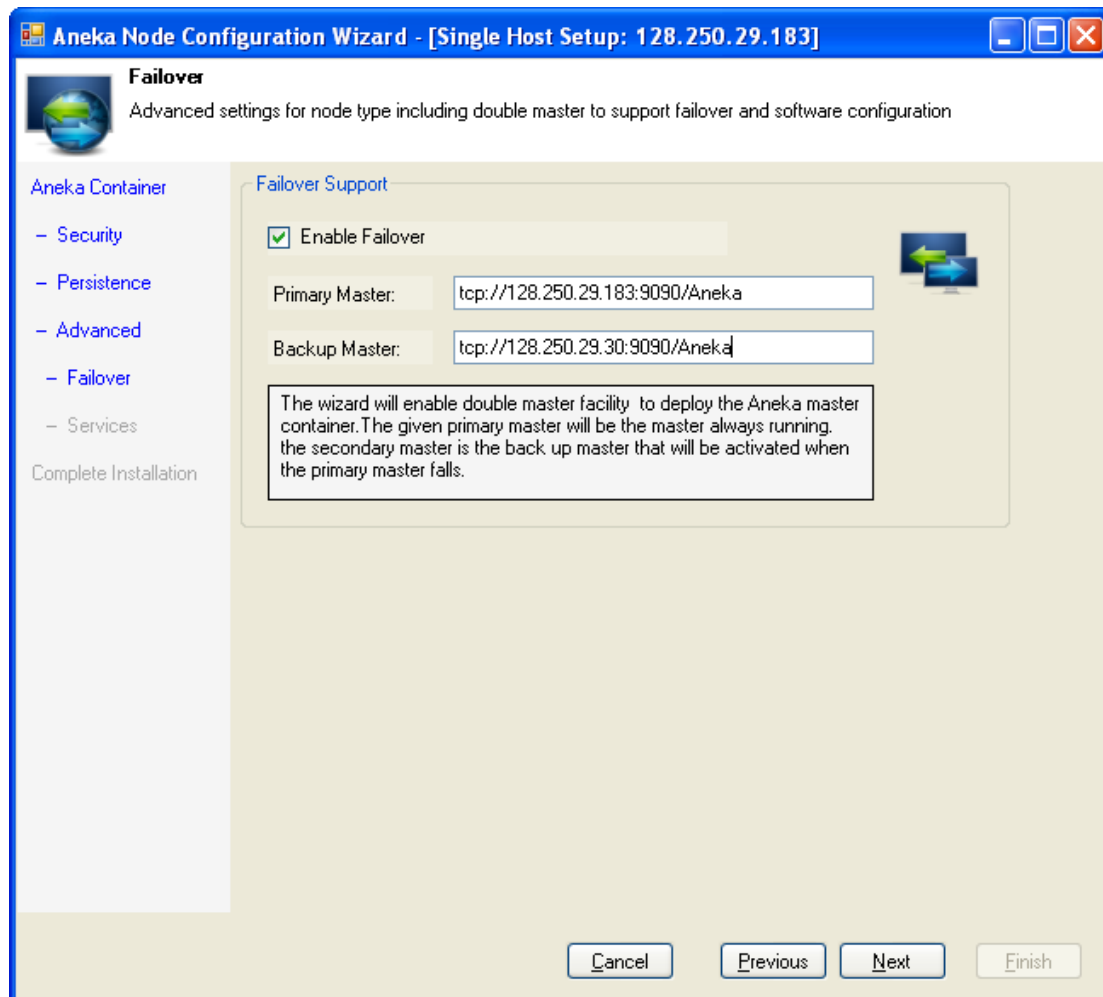 Aneka Node Configuration Wizard - [Single Host Setup: 128.250.29.183]
Failover
Advanced settings for node type including double master to support failover and software configuration
Aneka Container
– Security
– Persistence
– Advanced
– Failover
– Services
Complete Installation
Failover Support
Enable Failover
Primary Master:
tcp://128.250.29.183:9090/Aneka
Backup Master:
tcp://128.250.29.30:9090/Aneka
The wizard will enable double master facility  to deploy the Aneka master
container.The given primary master will be the master always running.
the secondary master is the back up master that will be activated when
the primary master falls.
Cancel
Previous
Next
Finish